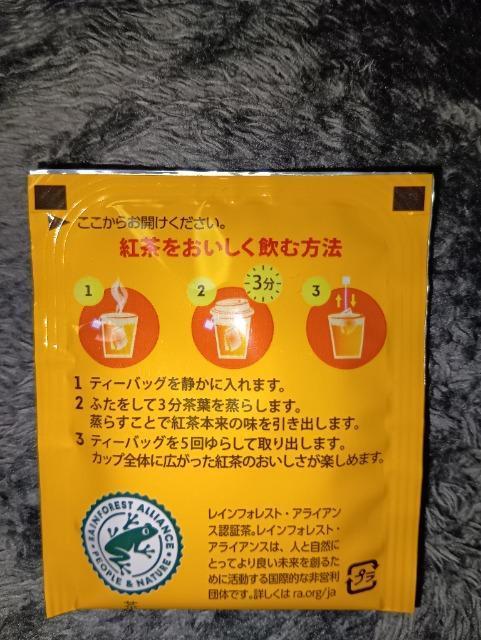 ここからお開けください。
紅茶をおいしく飲む方法
1
2
3分
3
1 ティーバッグを静かに入れます。
2 ふたをして3分茶葉を蒸らします。
蒸らすことで紅茶本来の味を引き出します。
3 ティーバッグを5回ゆらして取り出します。
カップ全体に広がった紅茶のおいしさが楽しめます。
RAINFOREST ALLIANCE
PEOPLE & NATURE
レインフォレスト・アライアン
ス認証茶。レインフォレスト・
アライアンスは、人と自然に
とってより良い未来を創るた
めに活動する国際的な非営利
団体です。詳しくは ra.org/ja
プラ
茶